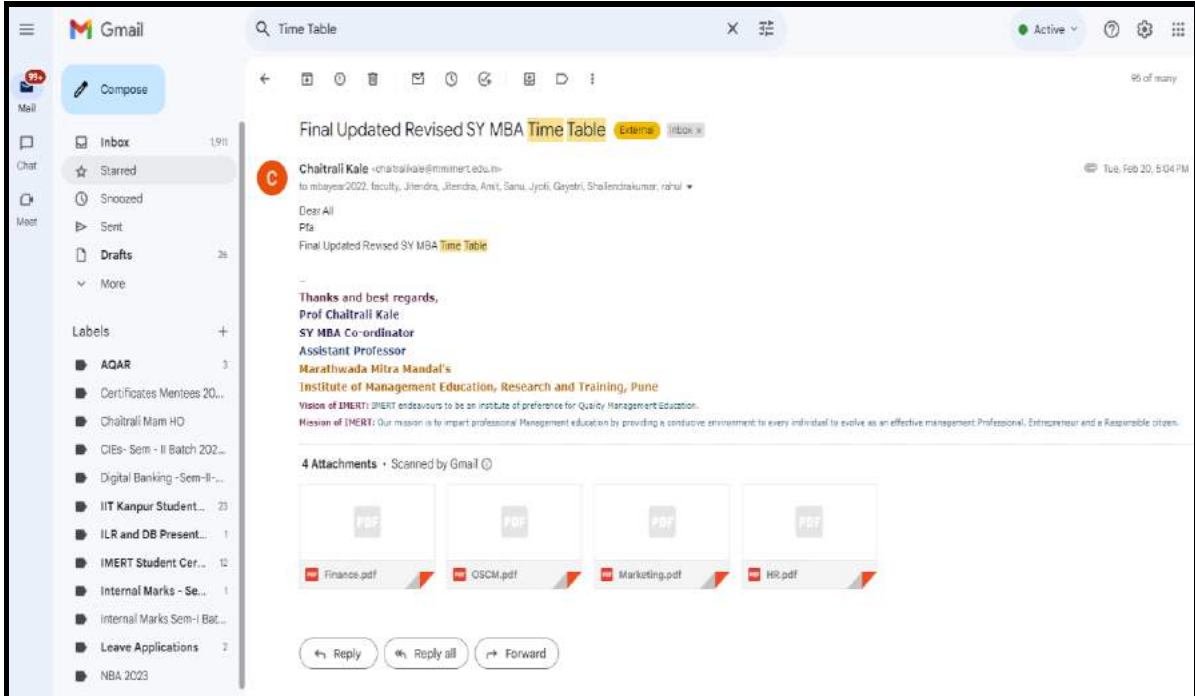 Gmail
Time Table
Active
99+
Mail
Chat
Meet
Compose
Inbox 1,911
Starred
Snoozed
Sent
Drafts 26
More
Labels +
AQAR 3
Certificates Mentees 20...
Chaitrali Mam HO
CIEs- Sem - II Batch 202...
Digital Banking -Sem-II-...
IIT Kanpur Student... 23
ILR and DB Present... 1
IMERT Student Cer... 12
Internal Marks - Se... 1
Internal Marks Sem-I Bat...
Leave Applications 2
NBA 2023
95 of many
Final Updated Revised SY MBA Time Table External Inbox x
C
Chaitrali Kale <chaitralikale@mmimert.edu.in> Tue, Feb 20, 5:04 PM
to mbayear2022, faculty, Jitendra, Jitendra, Amit, Sanu, Jyoti, Gayatri, Shailendrakumar, rahul
Dear All
Pfa
Final Updated Revised SY MBA Time Table
--
Thanks and best regards,
Prof Chaitrali Kale
SY MBA Co-ordinator
Assistant Professor
Marathwada Mitra Mandal's
Institute of Management Education, Research and Training, Pune
Vision of IMERT: IMERT endeavours to be an institute of preference for Quality Management Education.
Mission of IMERT: Our mission is to impart professional Management education by providing a conducive environment to every individual to evolve as an effective management Professional, Entrepreneur and a Responsible citizen.
4 Attachments • Scanned by Gmail
PDF PDF PDF PDF
PDF Finance.pdf PDF OSCM.pdf PDF Marketing.pdf PDF HR.pdf
Reply Reply all Forward